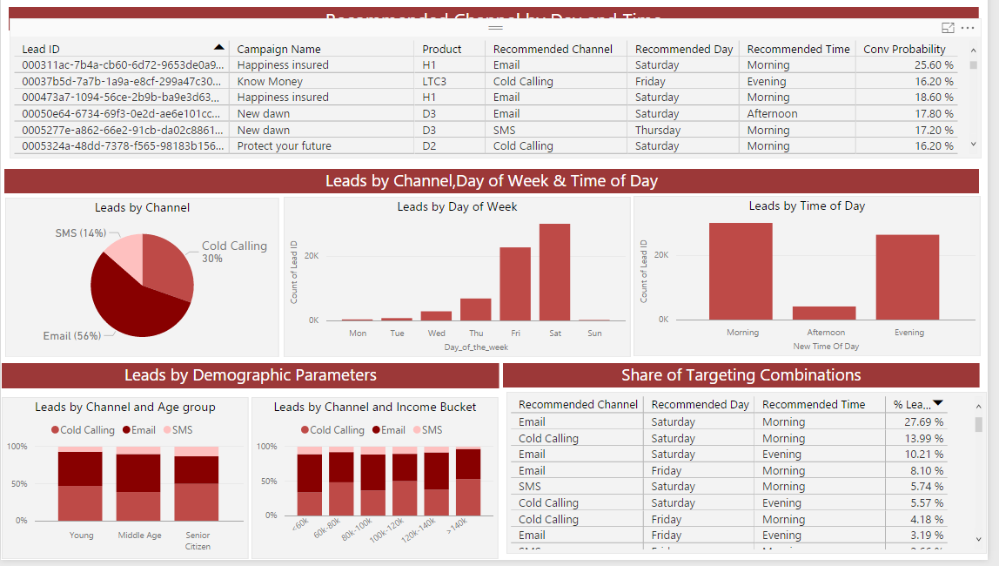 Recommended Channel by Day and Time
Lead ID Campaign Name Product Recommended Channel Recommended Day Recommended Time Conv Probability
000311ac-7b4a-cb60-6d72-9653de0a9... Happiness insured H1 Email Saturday Morning 25.60 %
00037b5d-7a7b-1a9a-e8cf-299a47c30... Know Money LTC3 Cold Calling Friday Evening 16.20 %
000473a7-1094-56ce-2b9b-ba9e3d63,... Happiness insured H1 Email Saturday Morning 18.60 %
00050e64-6734-69f3-0e2d-ae6e101cc... New dawn D3 Email Saturday Afternoon 17.80 %
0005277e-a862-66e2-91cb-da02c8861... New dawn D3 SMS Thursday Morning 17.20 %
0005324a-48dd-7378-f565-98183b156... Protect your future D2 Cold Calling Saturday Morning 16.20 %
Leads by Channel,Day of Week & Time of Day
Leads by Channel
SMS (14%)
Cold Calling
30%
Email (56%)
Leads by Day of Week
Count of Lead ID
20K
0K
Mon Tue Wed Thu Fri Sat Sun
Day_of_the_week
Leads by Time of Day
Count of Lead ID
20K
0K
Morning Afternoon Evening
New Time Of Day
Leads by Demographic Parameters
Leads by Channel and Age group
Cold Calling Email SMS
100%
50%
0%
Young Middle Age Senior
Citizen
Leads by Channel and Income Bucket
Cold Calling Email SMS
100%
50%
0%
<60k 60k-80k 80k-100k 100k-120k 120k-140k >140k
Share of Targeting Combinations
Recommended Channel Recommended Day Recommended Time % Lea...
Email Saturday Morning 27.69 %
Cold Calling Saturday Morning 13.99 %
Email Saturday Evening 10.21 %
Email Friday Morning 8.10 %
SMS Saturday Morning 5.74 %
Cold Calling Saturday Evening 5.57 %
Cold Calling Friday Morning 4.18 %
Email Friday Evening 3.19 %